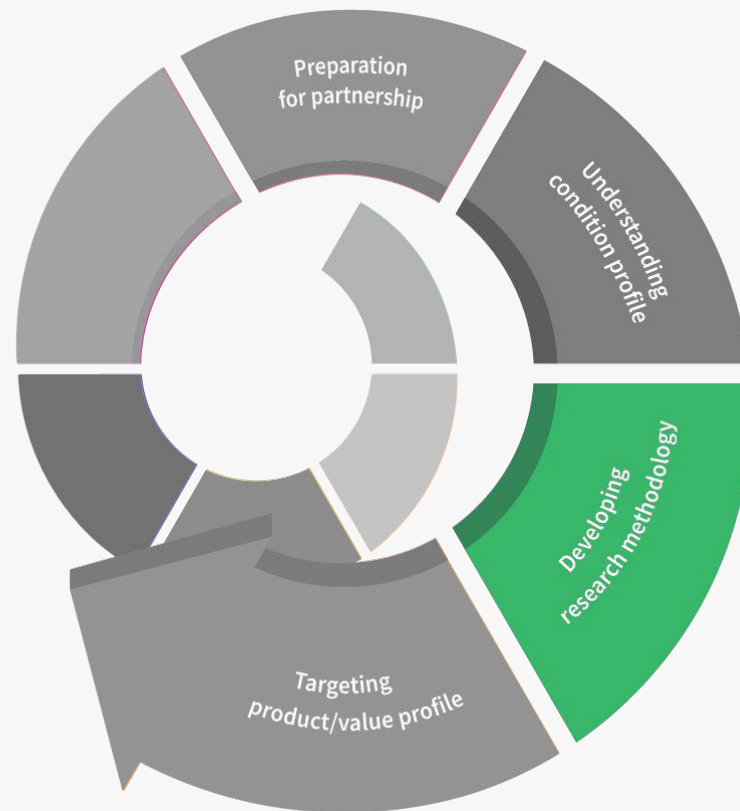 Preparation
for partnership
Understanding
condition profile
Developing
research methodology
Targeting
product/value profile